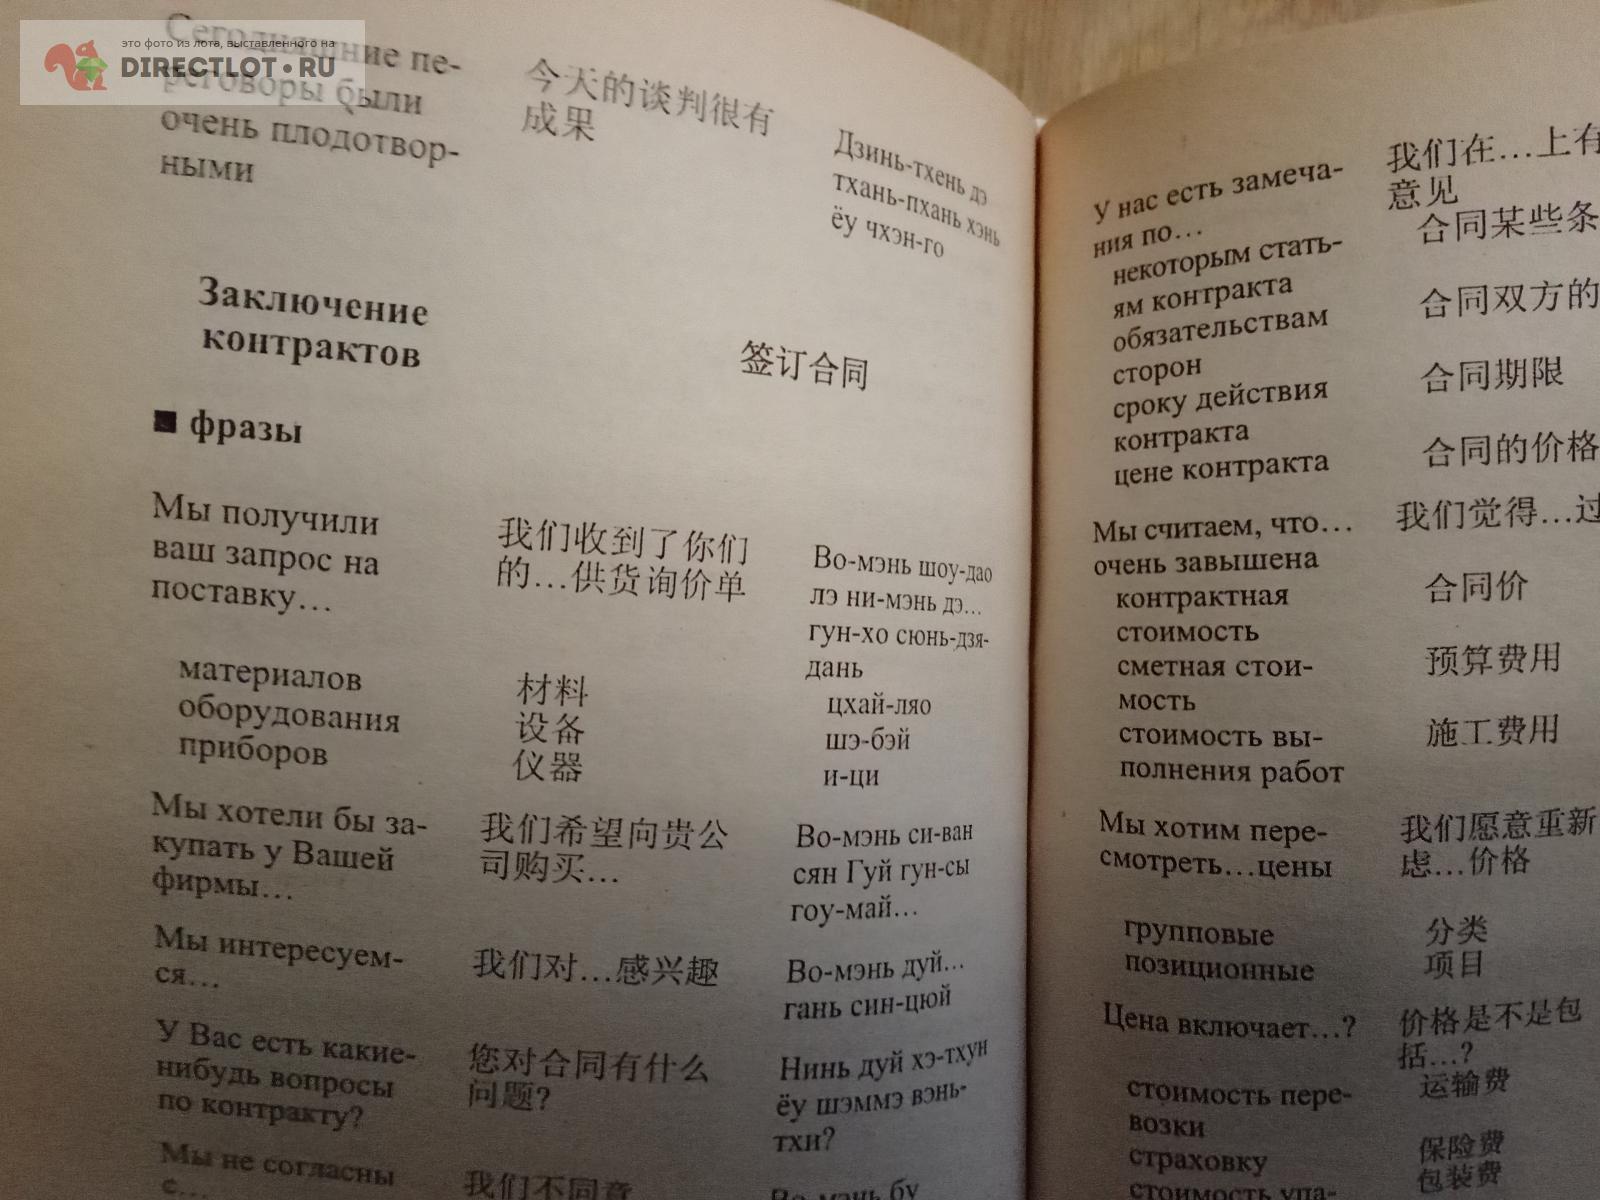 это фото из лота, выставленного на
DIRECTLOT.RU
Сегодняшние пе-
реговоры были
очень плодотвор-
ными
今天的谈判很有
成果
Дзинь-тхень дэ
тхань-пхань хэнь
ёу чхэн-го
Заключение
контрактов
签订合同
■ фразы
Мы получили
ваш запрос на
поставку…
我们收到了你们
的…供货询价单
Во-мэнь шоу-дао
лэ ни-мэнь дэ…
гун-хо сюнь-дзя-
дань
материалов
оборудования
приборов
材料
设备
仪器
цхай-ляо
шэ-бэй
и-ци
Мы хотели бы за-
купать у Вашей
фирмы…
我们希望向贵公
司购买…
Во-мэнь си-ван
сян Гуй гун-сы
гоу-май…
Мы интересуем-
ся…
我们对…感兴趣
Во-мэнь дуй…
гань син-цюй
У Вас есть какие-
нибудь вопросы
по контракту?
您对合同有什么
问题?
Нинь дуй хэ-тхун
ёу шэммэ вэнь-
тхи?
Мы не согласны
с…
我们不同意
Во-мэнь бу
У нас есть замеча-
ния по…
我们在…上有
意见
некоторым стать-
ям контракта
合同某些条
обязательствам
сторон
合同双方的
сроку действия
контракта
合同期限
цене контракта
合同的价格
Мы считаем, что…
очень завышена
我们觉得…过
контрактная
стоимость
合同价
сметная стои-
мость
预算费用
стоимость вы-
полнения работ
施工费用
Мы хотим пере-
смотреть…цены
我们愿意重新
虑…价格
групповые
позиционные
分类
项目
Цена включает…?
价格是不是包
括…?
стоимость пере-
возки
运输费
страховку
保险费
стоимость упа-
包装费